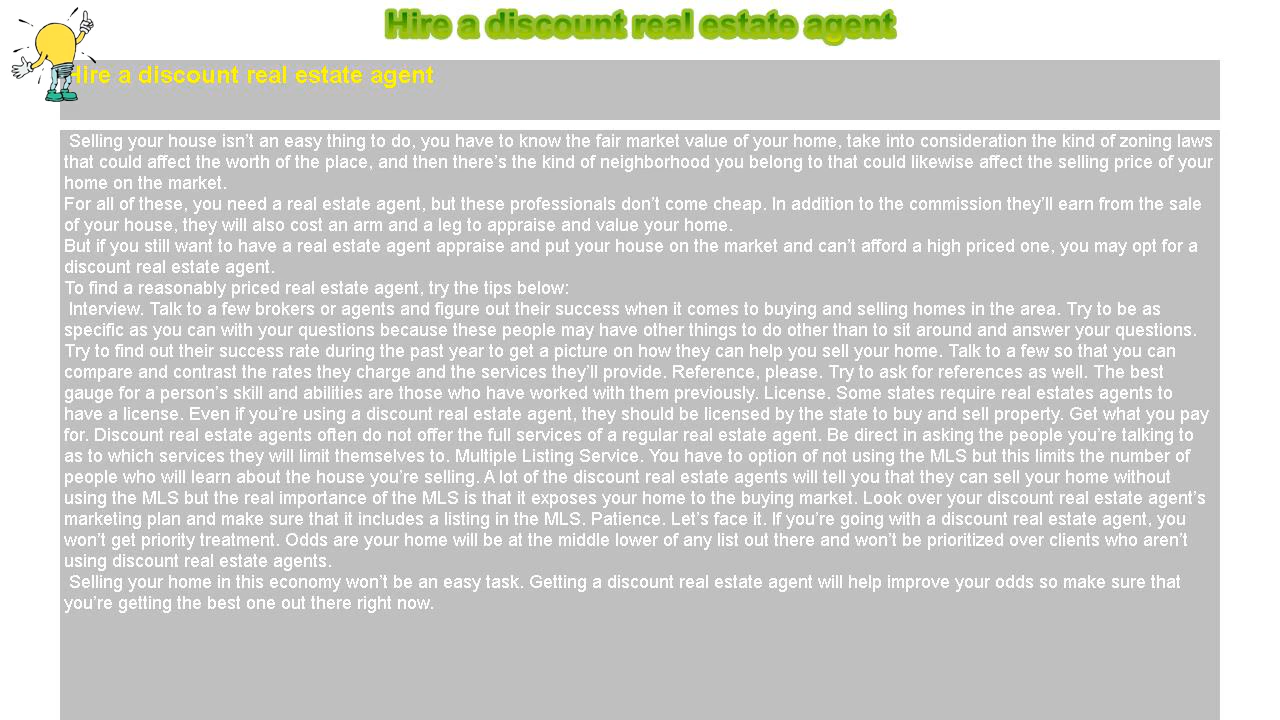 Hire a discount real estate agent
Hire a discount real estate agent
Selling your house isn't an easy thing to do, you have to know the fair market value of your home, take into consideration the kind of zoning laws
that could affect the worth of the place, and then there's the kind of neighborhood you belong to that could likewise affect the selling price of your
home on the market.
For all of these, you need a real estate agent, but these professionals don't come cheap. In addition to the commission they'll earn from the sale
of your house, they will also cost an arm and a leg to appraise and value your home.
But if you still want to have a real estate agent appraise and put your house on the market and can't afford a high priced one, you may opt for a
discount real estate agent.
To find a reasonably priced real estate agent, try the tips below:
Interview. Talk to a few brokers or agents and figure out their success when it comes to buying and selling homes in the area. Try to be as
specific as you can with your questions because these people may have other things to do other than to sit around and answer your questions.
Try to find out their success rate during the past year to get a picture on how they can help you sell your home. Talk to a few so that you can
compare and contrast the rates they charge and the services they'll provide. Reference, please. Try to ask for references as well. The best
gauge for a person's skill and abilities are those who have worked with them previously. License. Some states require real estates agents to
have a license. Even if you're using a discount real estate agent, they should be licensed by the state to buy and sell property. Get what you pay
for. Discount real estate agents often do not offer the full services of a regular real estate agent. Be direct in asking the people you're talking to
as to which services they will limit themselves to. Multiple Listing Service. You have to option of not using the MLS but this limits the number of
people who will learn about the house you're selling. A lot of the discount real estate agents will tell you that they can sell your home without
using the MLS but the real importance of the MLS is that it exposes your home to the buying market. Look over your discount real estate agent's
marketing plan and make sure that it includes a listing in the MLS. Patience. Let's face it. If you're going with a discount real estate agent, you
won't get priority treatment. Odds are your home will be at the middle lower of any list out there and won't be prioritized over clients who aren't
using discount real estate agents.
Selling your home in this economy won't be an easy task. Getting a discount real estate agent will help improve your odds so make sure that
you're getting the best one out there right now.